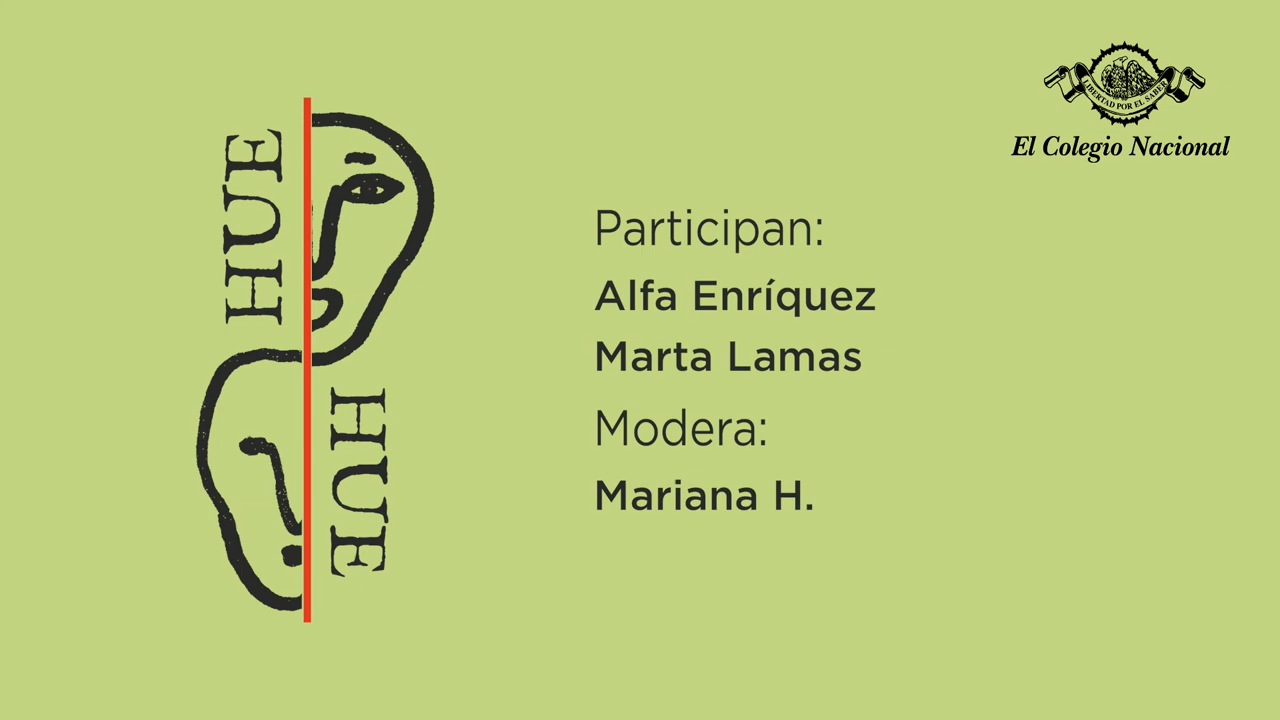 HUE
HUE
LIBERTAD POR EL SABER
El Colegio Nacional
Participan:
Alfa Enríquez
Marta Lamas
Modera:
Mariana H.